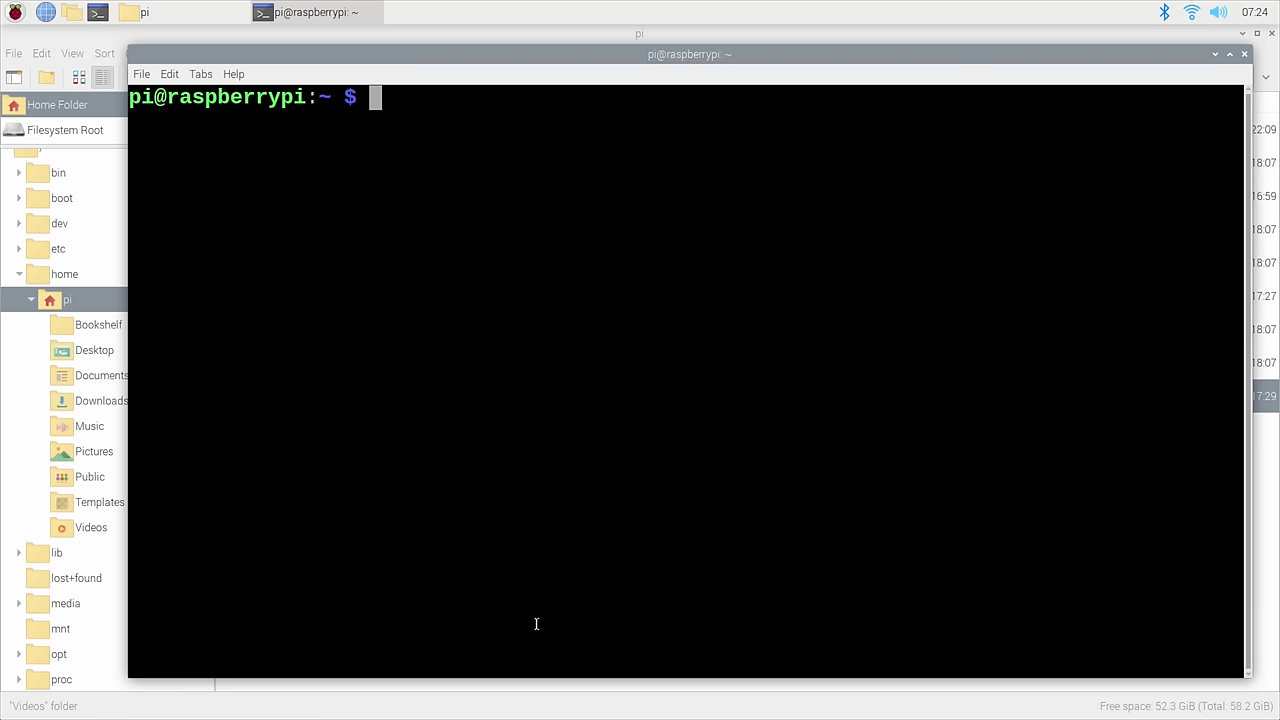 pi
pi@raspberrypi: ~
07:24
pi
File Edit View Sort
pi@raspberrypi: ~
File Edit Tabs Help
pi@raspberrypi:~ $
Home Folder
Filesystem Root
bin
boot
dev
etc
home
pi
Bookshelf
Desktop
Documents
Downloads
Music
Pictures
Public
Templates
Videos
lib
lost+found
media
mnt
opt
proc
22:09
18:07
16:59
18:07
18:07
17:27
18:07
18:07
17:29
"Videos" folder
Free space: 52.3 GiB (Total: 58.2 GiB)